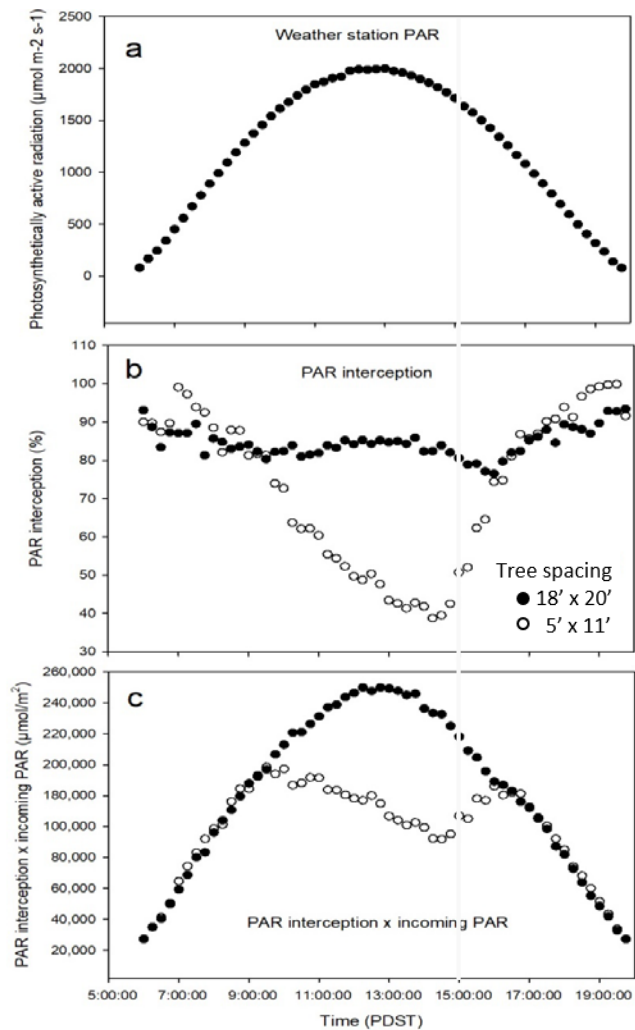 a
Weather station PAR
Photosynthetically active radiation (µmol m-2 s-1)
2500
2000
1500
1000
500
0
b
PAR interception
PAR interception (%)
110
100
90
80
70
60
50
40
30
Tree spacing
18’ x 20’
5’ x 11’
c
PAR interception x incoming PAR (µmol/m²)
260,000
240,000
220,000
200,000
180,000
160,000
140,000
120,000
100,000
80,000
60,000
40,000
20,000
PAR interception x incoming PAR
5:00:00 7:00:00 9:00:00 11:00:00 13:00:00 15:00:00 17:00:00 19:00:00
Time (PDST)